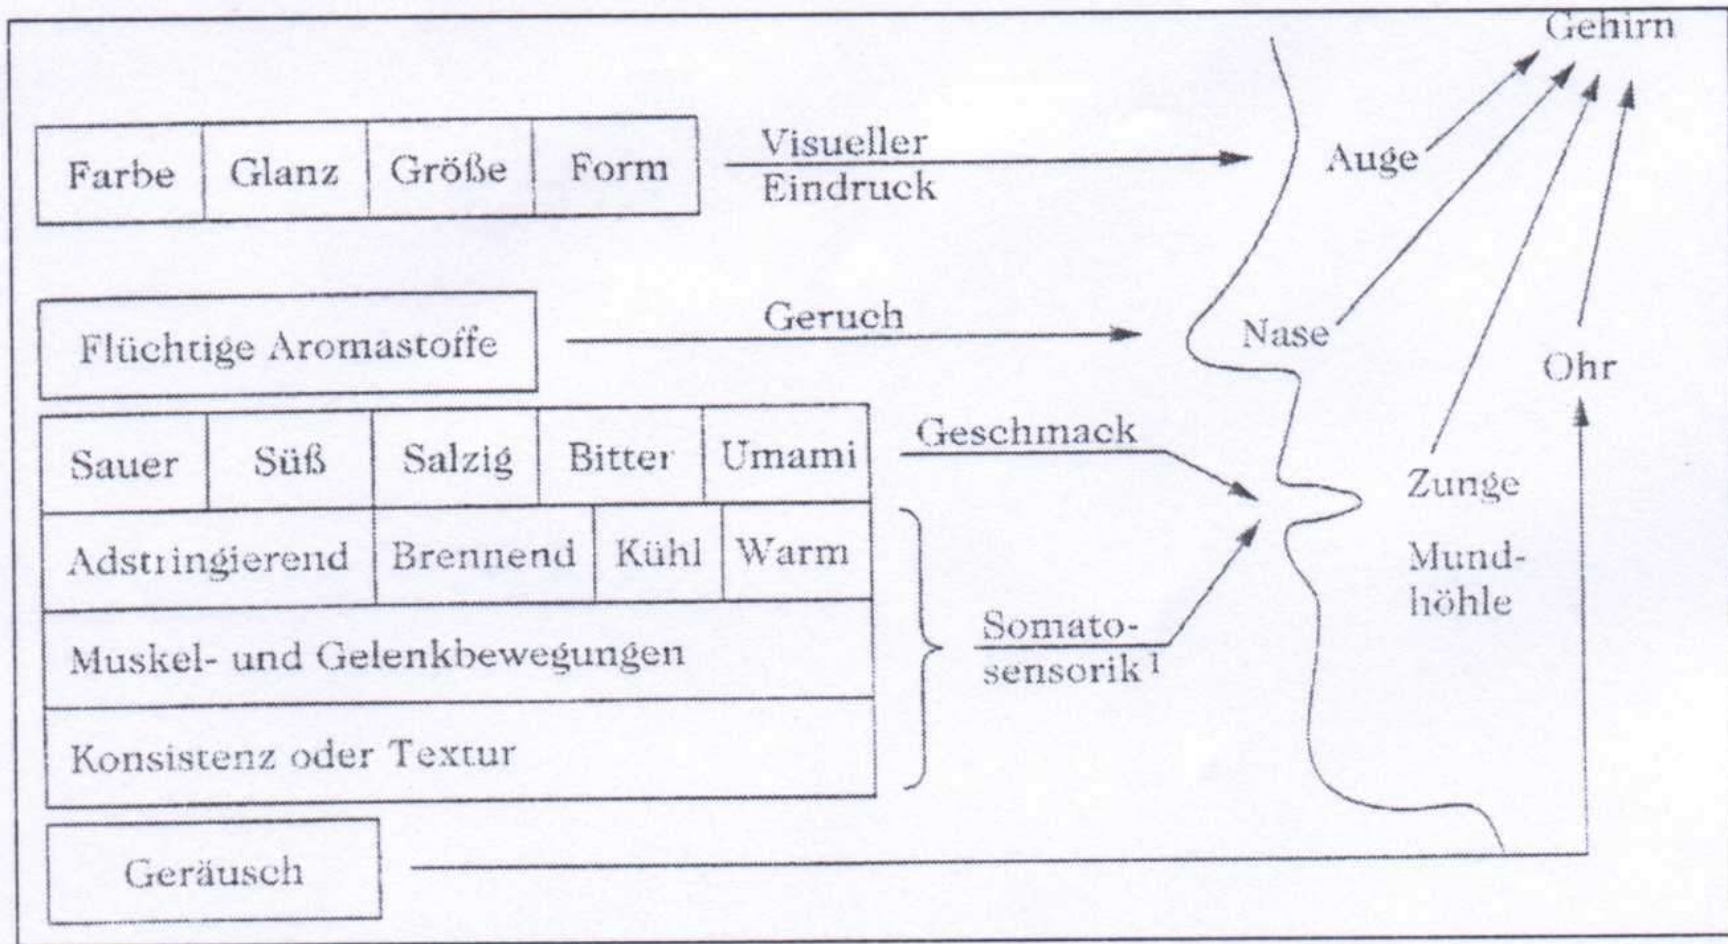 Gehirn
Farbe Glanz Größe Form
Visueller
Eindruck
Auge
Flüchtige Aromastoffe
Geruch
Nase
Ohr
Sauer Süß Salzig Bitter Umami
Geschmack
Zunge
Adstringierend Brennend Kühl Warm
Mund-
höhle
Muskel- und Gelenkbewegungen
Somato-
sensorik¹
Konsistenz oder Textur
Geräusch